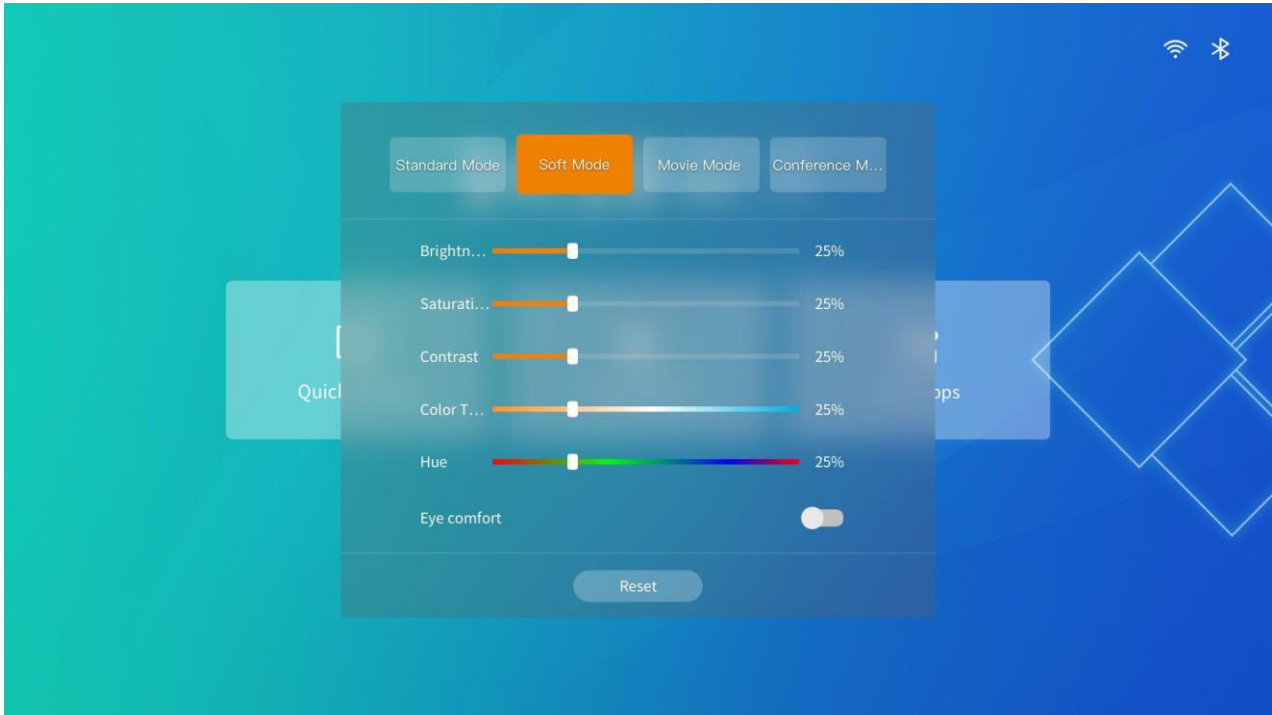 Standard Mode
Soft Mode
Movie Mode
Conference M...
Brightn... 25%
Saturati... 25%
Contrast 25%
Color T... 25%
Hue 25%
Eye comfort
Reset